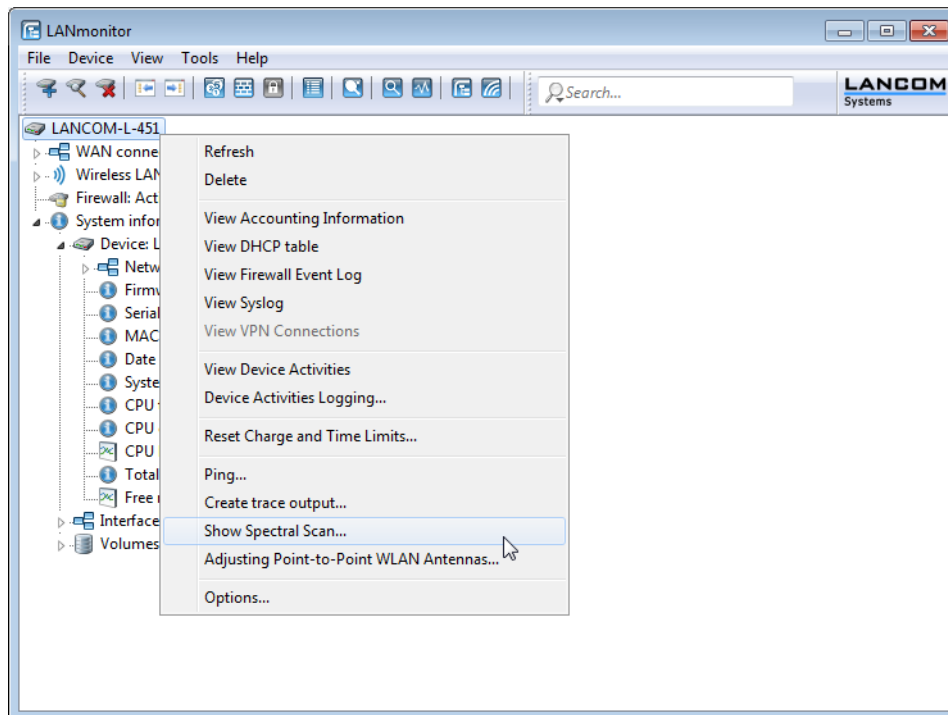 LANmonitor
File Device View Tools Help
Search...
LANCOM
Systems
LANCOM-L-451
WAN conne
Wireless LAN
Firewall: Act
System infor
Device: L
Netw
Firmw
Serial
MAC
Date
Syste
CPU
CPU
CPU
Total
Free
Interface
Volumes
Refresh
Delete
View Accounting Information
View DHCP table
View Firewall Event Log
View Syslog
View VPN Connections
View Device Activities
Device Activities Logging...
Reset Charge and Time Limits...
Ping...
Create trace output...
Show Spectral Scan...
Adjusting Point-to-Point WLAN Antennas...
Options...